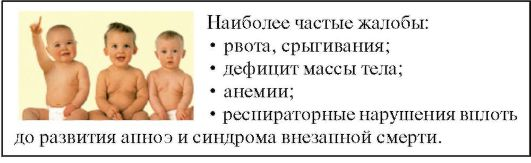 Наиболее частые жалобы:
• рвота, срыгивания;
• дефицит массы тела;
• анемии;
• респираторные нарушения вплоть
до развития апноэ и синдрома внезапной смерти.